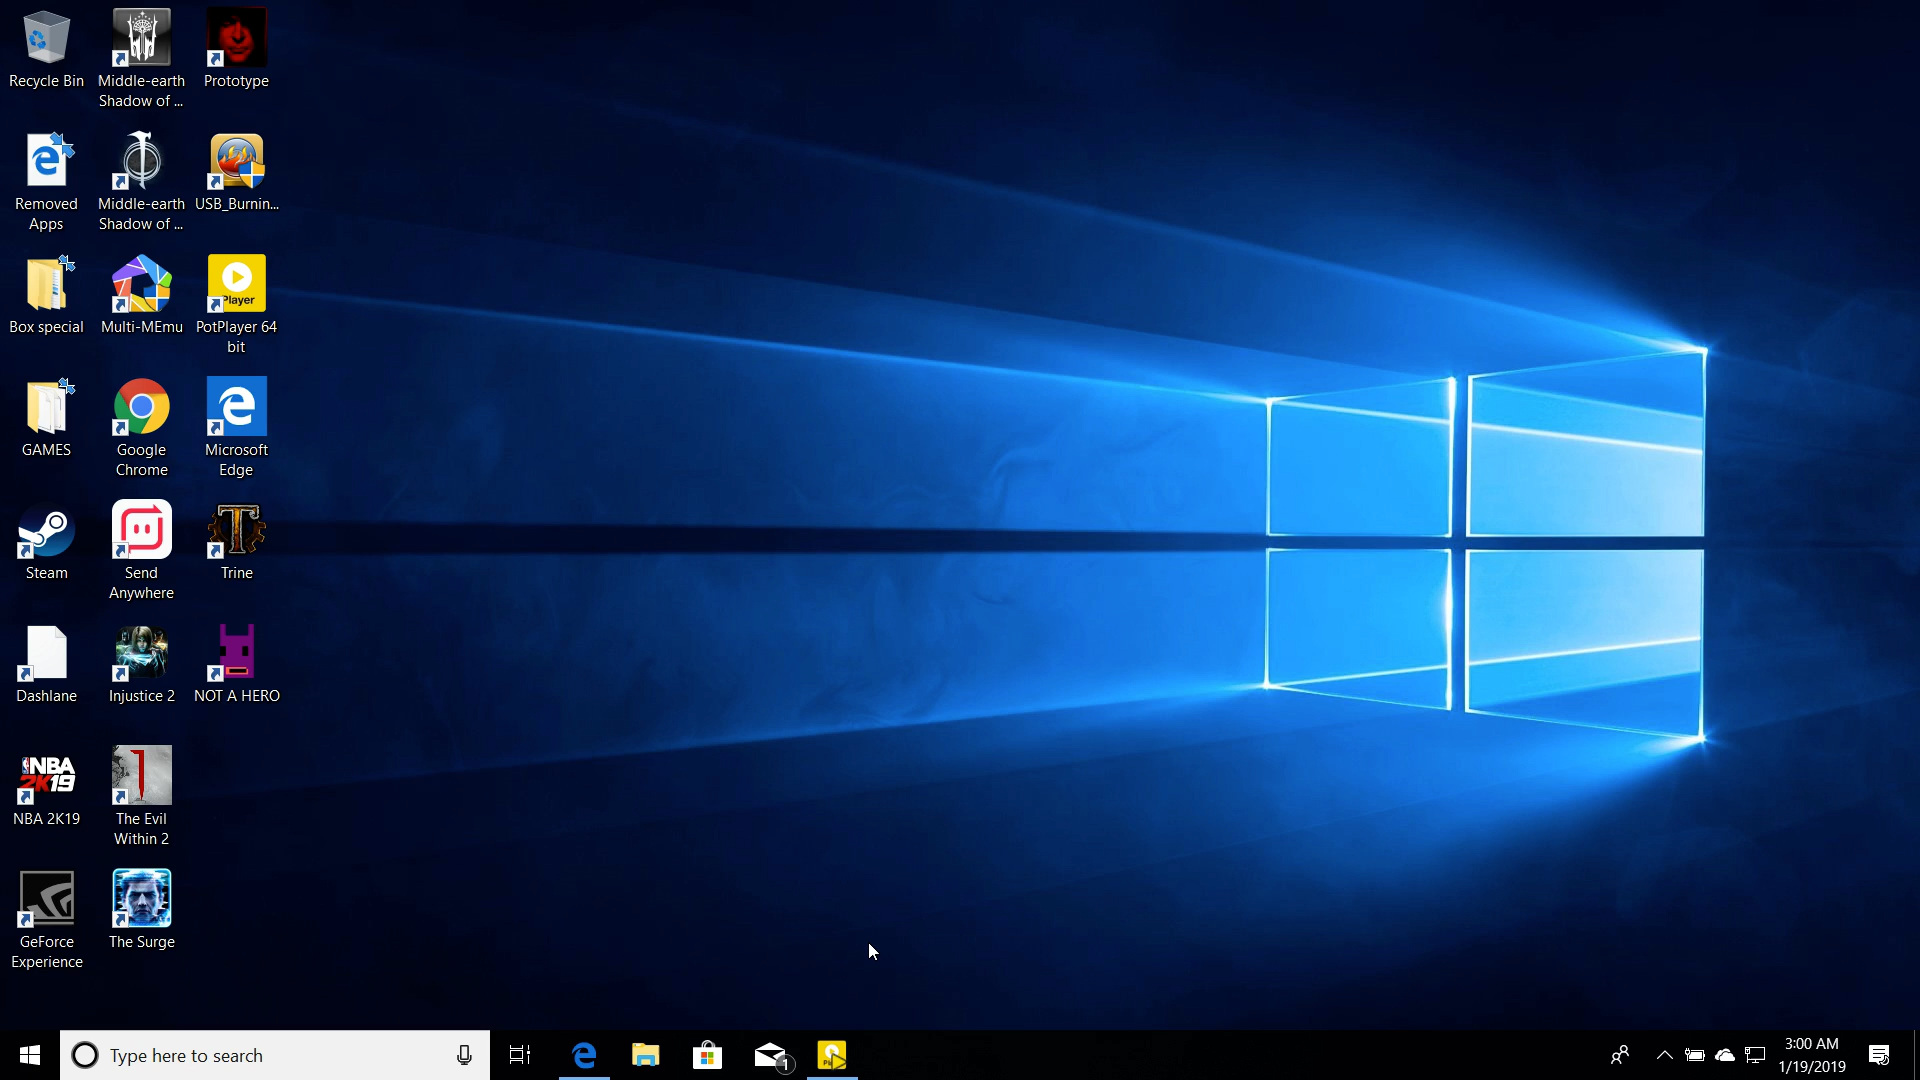 Recycle Bin
Middle-earth
Shadow of ...
Prototype
Removed
Apps
Middle-earth
Shadow of ...
USB_Burnin...
Box special
Multi-MEmu
Player
PotPlayer 64
bit
GAMES
Google
Chrome
Microsoft
Edge
Steam
Send
Anywhere
Trine
Dashlane
Injustice 2
NOT A HERO
NBA
2K19
NBA 2K19
The Evil
Within 2
GeForce
Experience
The Surge
Type here to search
1
3:00 AM
1/19/2019